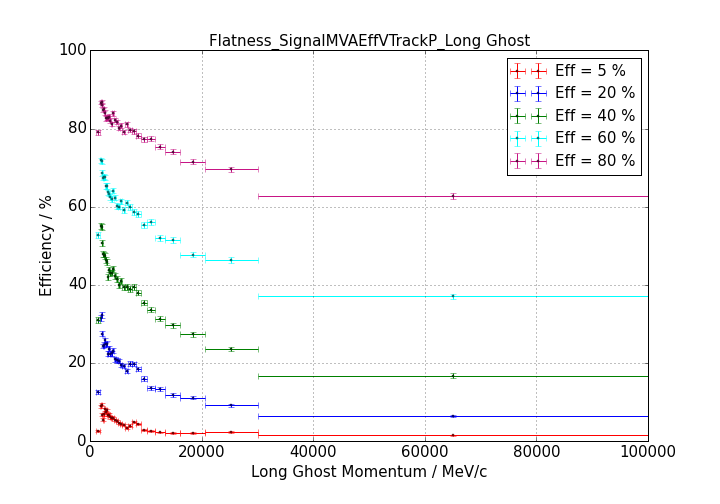 Flatness_SignalMVAEffVTrackP_Long Ghost
100
80
60
40
20
0
Efficiency / %
Eff = 5 %
Eff = 20 %
Eff = 40 %
Eff = 60 %
Eff = 80 %
0 20000 40000 60000 80000 100000
Long Ghost Momentum / MeV/c